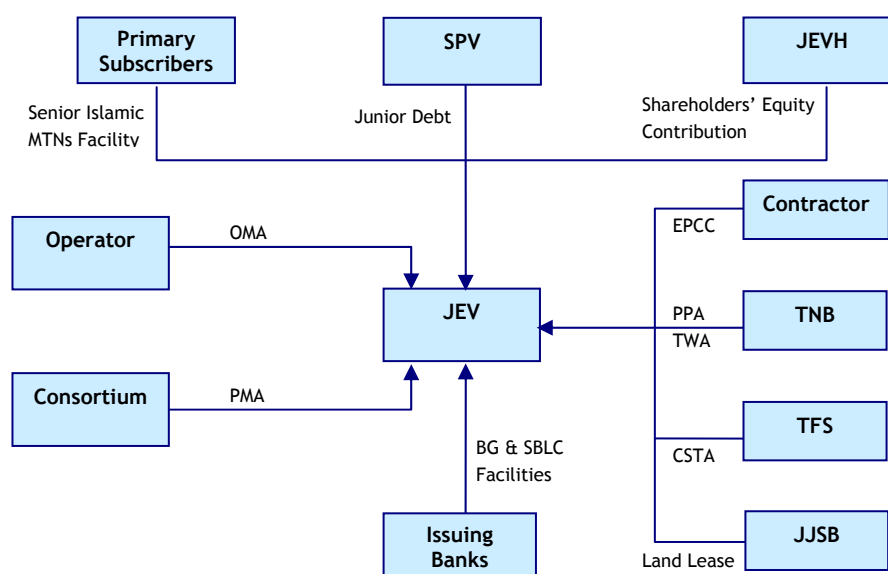 Primary
Subscribers
SPV
JEVH
Senior Islamic
MTNs Facility
Junior Debt
Shareholders’ Equity
Contribution
Contractor
EPCC
Operator
OMA
JEV
PPA
TWA
TNB
Consortium
PMA
TFS
CSTA
BG & SBLC
Facilities
Issuing
Banks
Land Lease
JJSB